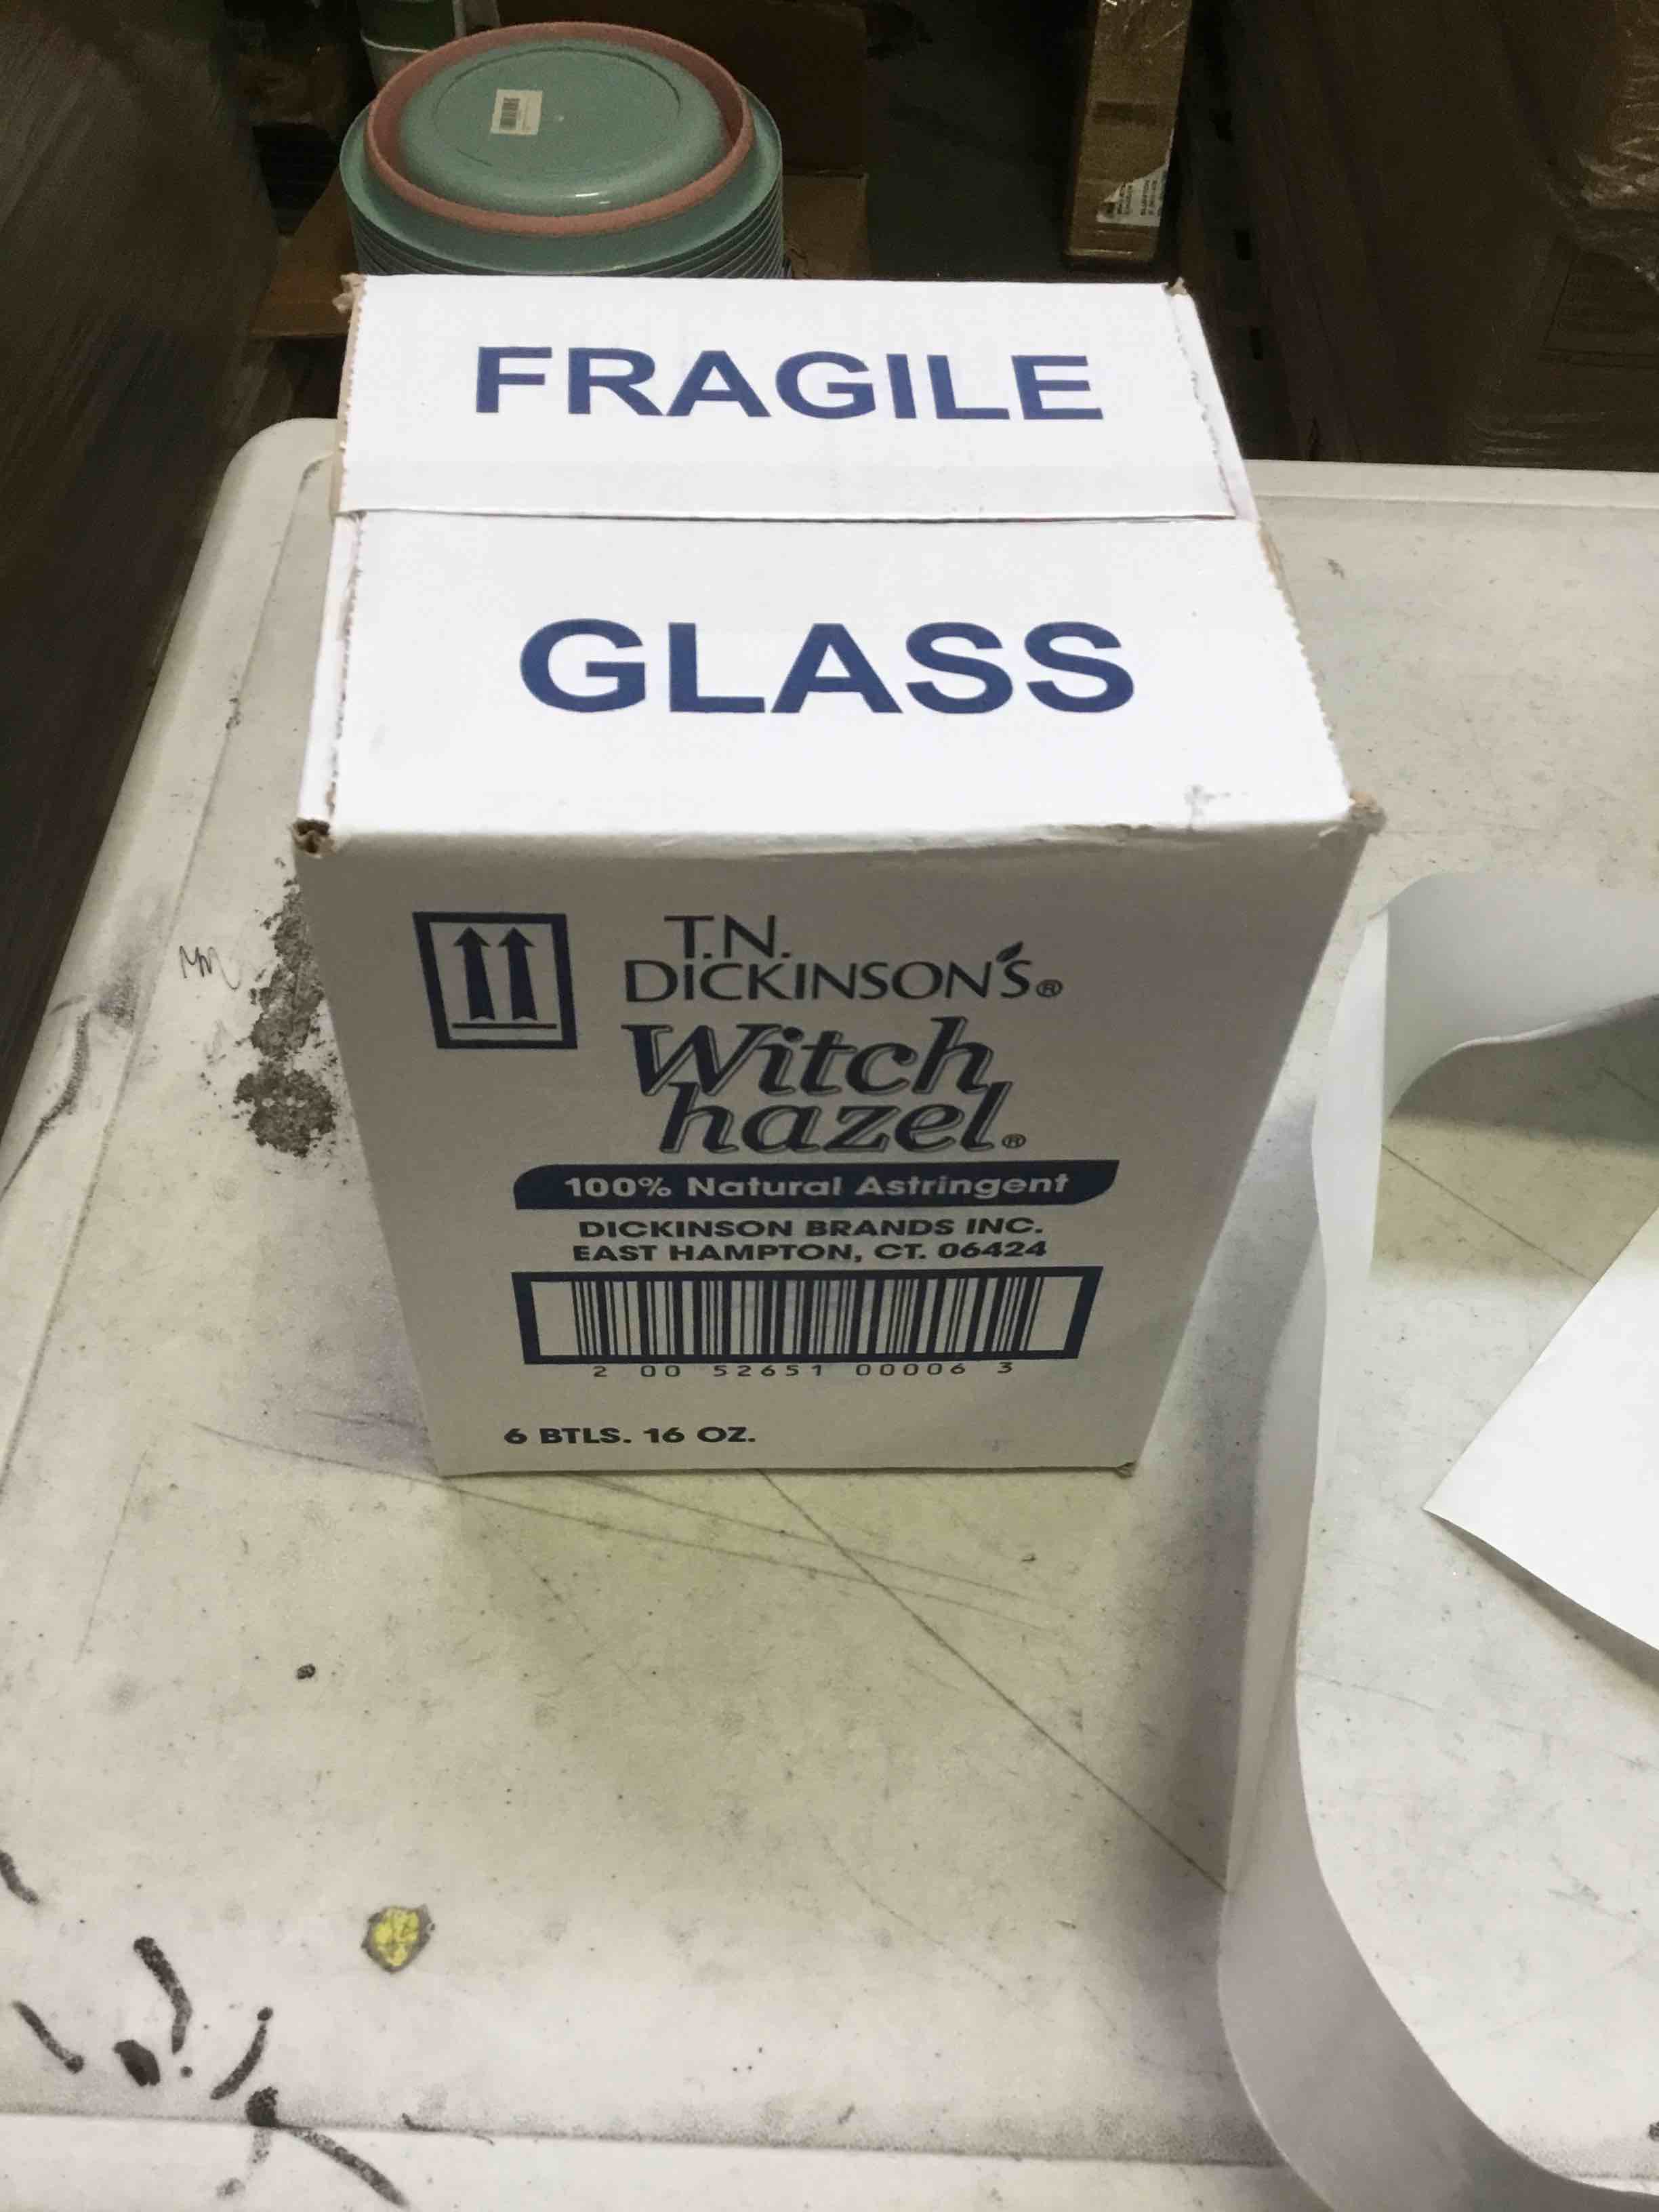 FRAGILE
GLASS
T.N.
DICKINSON'S®
Witch
hazel®
100% Natural Astringent
DICKINSON BRANDS INC.
EAST HAMPTON, CT. 06424
2 00 52651 00006 3
6 BTLS. 16 OZ.